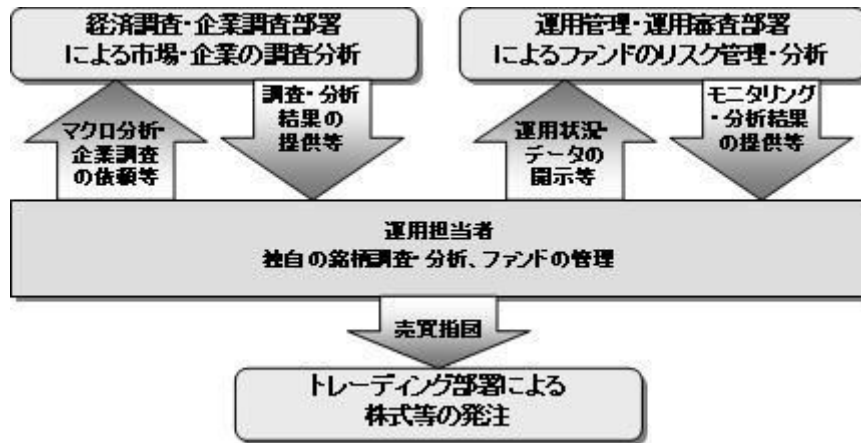 経済調査・企業調査部署
による市場・企業の調査分析
運用管理・運用審査部署
によるファンドのリスク管理・分析
マクロ分析・
企業調査
の依頼等
調査・分析
結果の
提供等
運用状況・
データの
開示等
モニタリング
・分析結果
の提供等
運用担当者
独自の銘柄調査・分析、ファンドの管理
売買指図
トレーディング部署による
株式等の発注